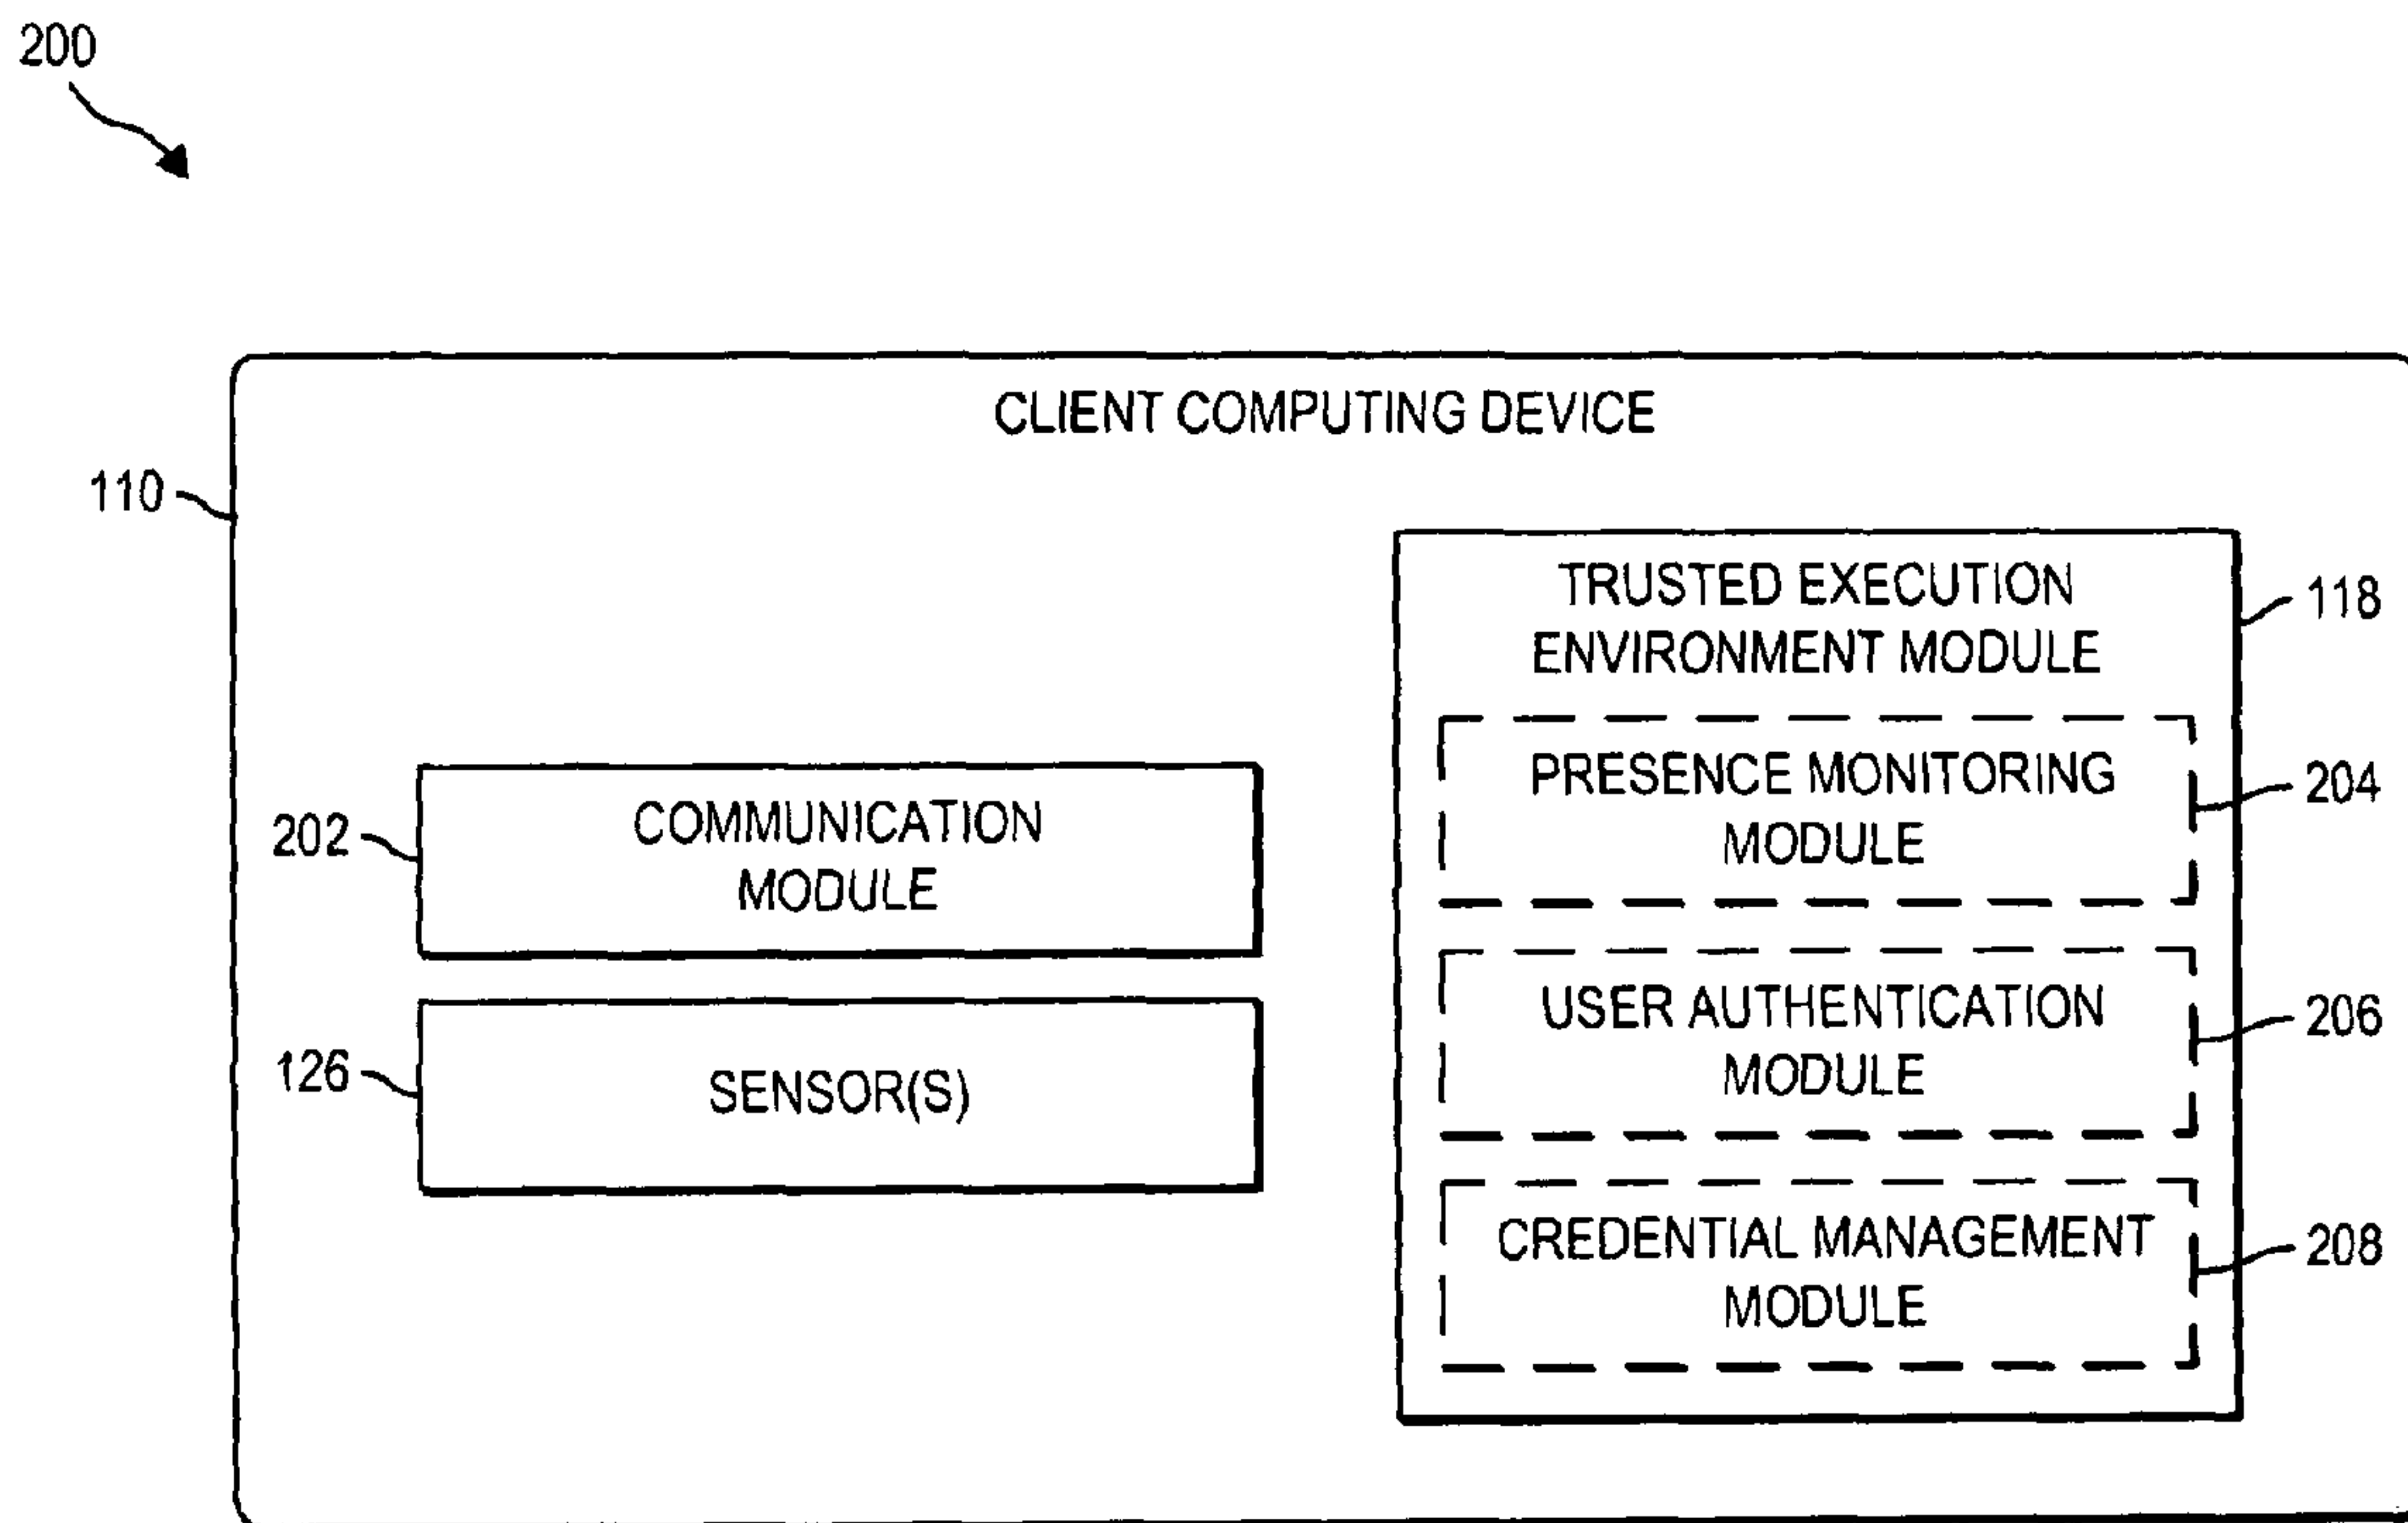 200
CLIENT COMPUTING DEVICE
110
TRUSTED EXECUTION
ENVIRONMENT MODULE
118
PRESENCE MONITORING
MODULE
204
202
COMMUNICATION
MODULE
USER AUTHENTICATION
MODULE
206
126
SENSOR(S)
CREDENTIAL MANAGEMENT
MODULE
208